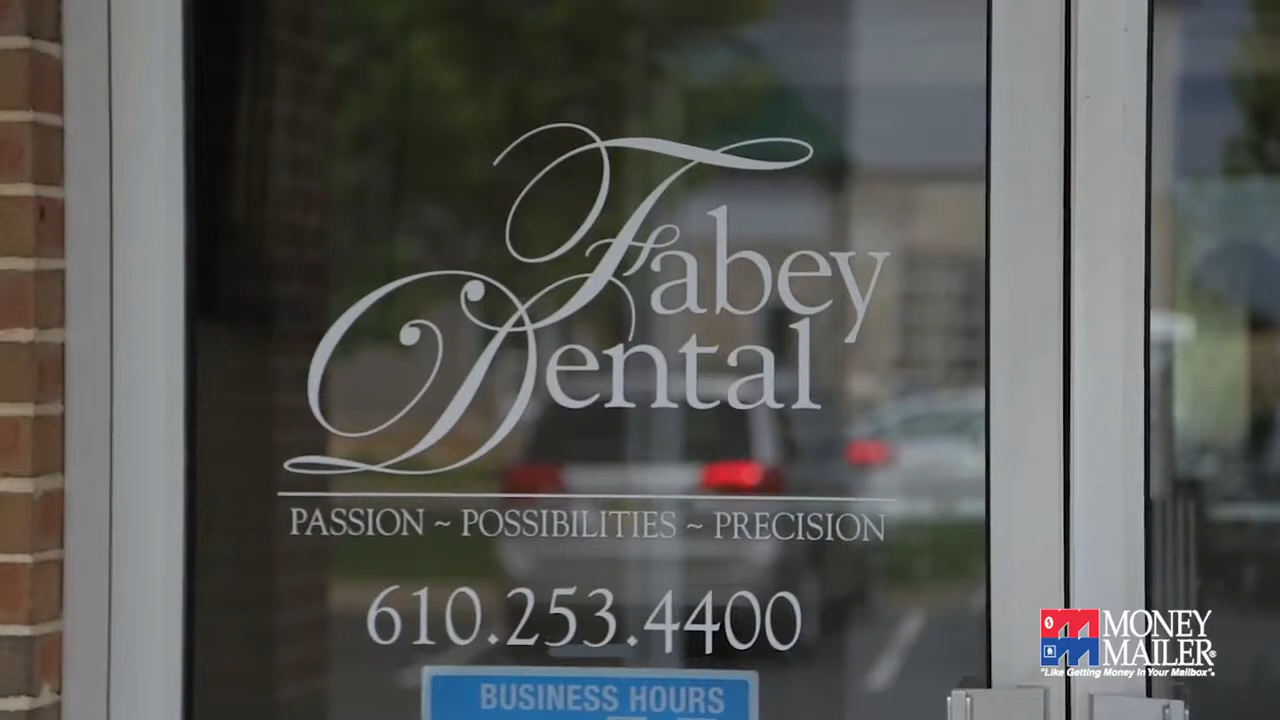 Fabey
Dental
PASSION ~ POSSIBILITIES ~ PRECISION
610.253.4400
BUSINESS HOURS
MONEY
MAILER®
"Like Getting Money In Your Mailbox"®